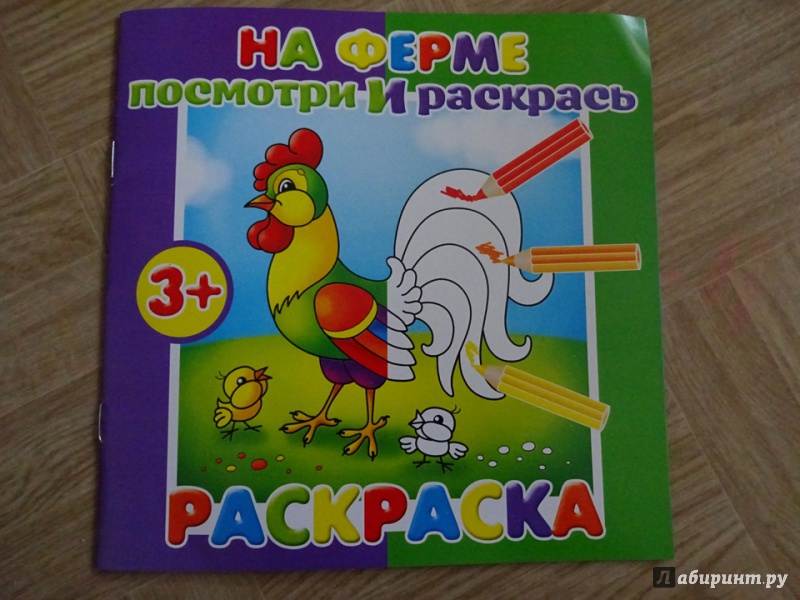 НА ФЕРМЕ
посмотри И раскрась
3+
РАСКРАСКА
Лабиринт.ру